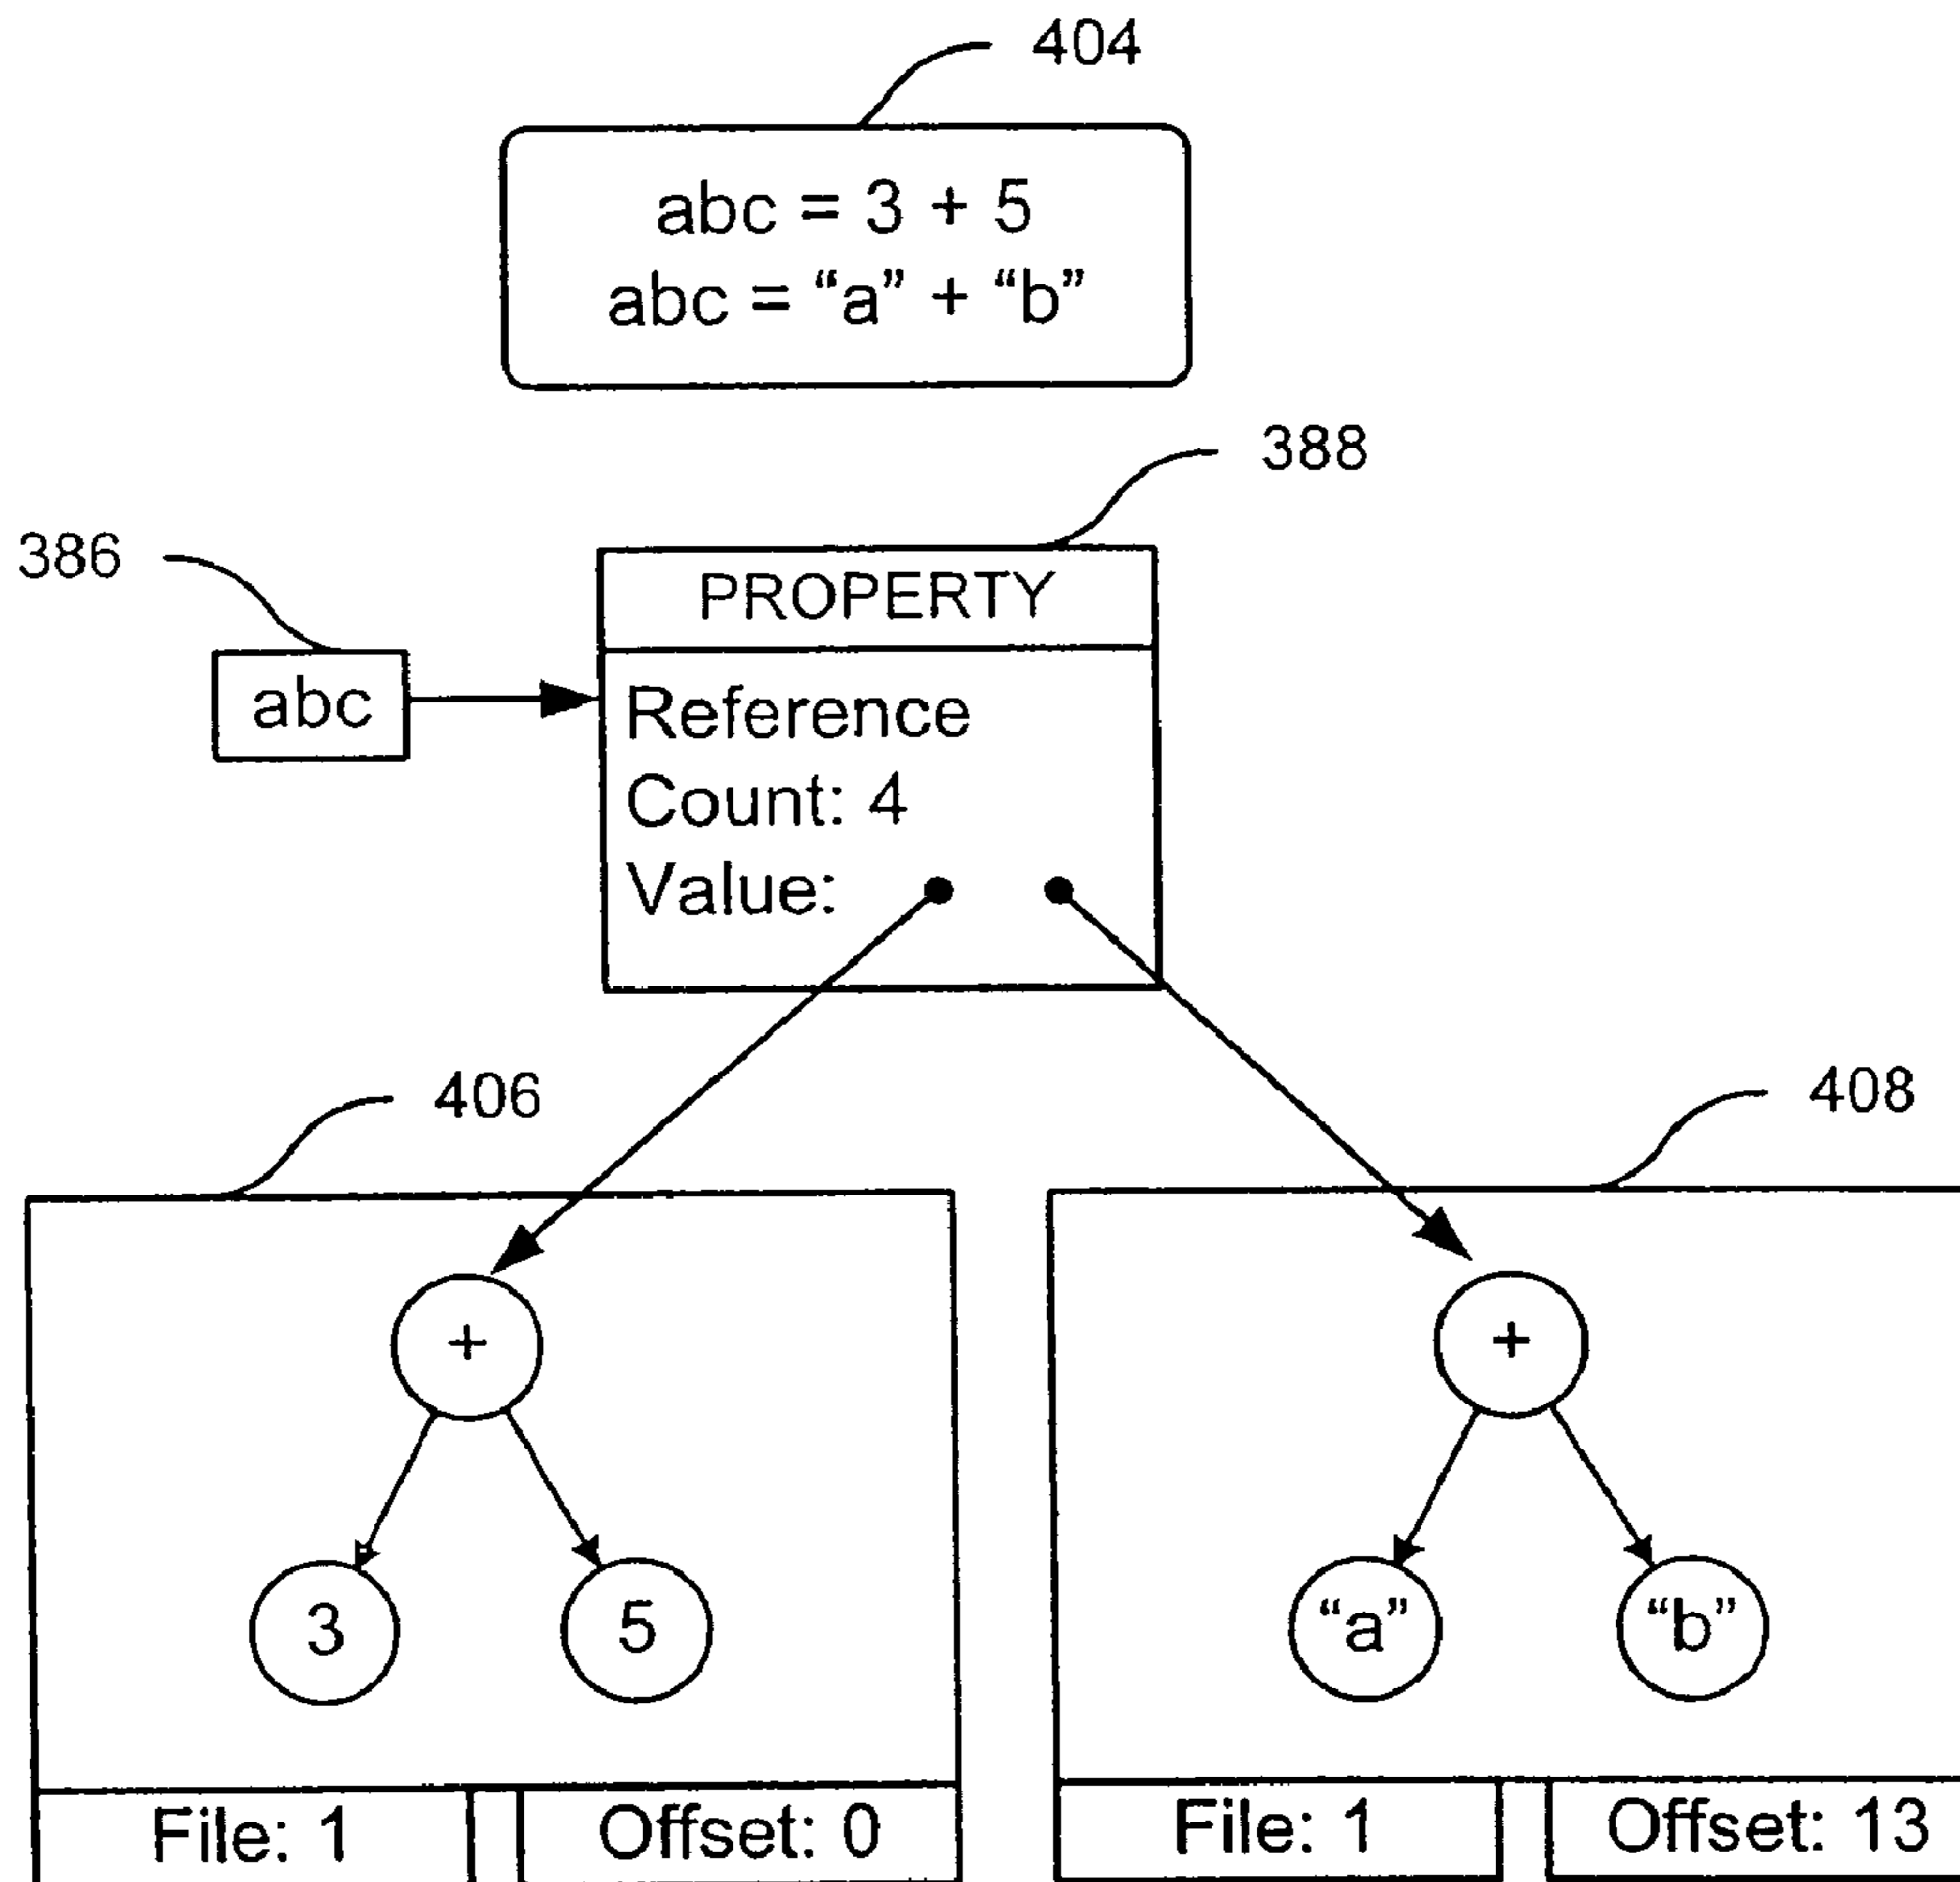 404
abc = 3 + 5
abc = “a” + “b”
388
386
PROPERTY
abc
Reference
Count: 4
Value:
406
408
+
+
3
5
“a”
“b”
File: 1
Offset: 0
File: 1
Offset: 13